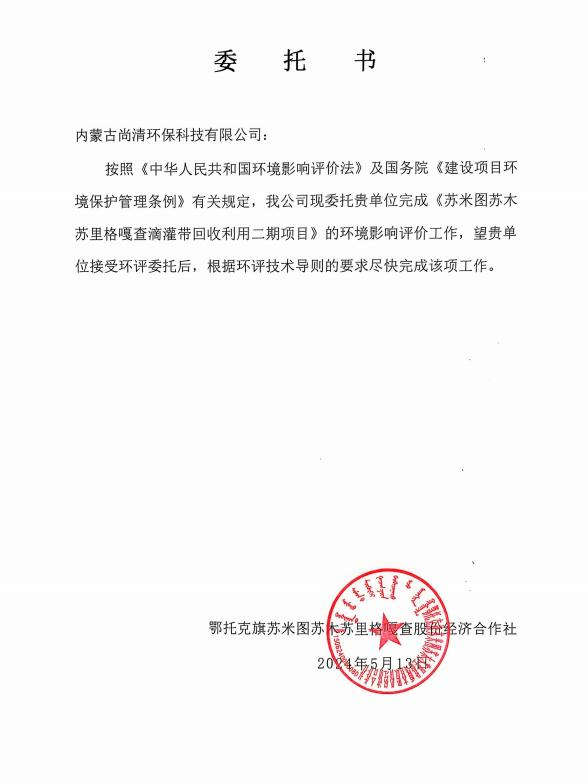 委 托 书
内蒙古尚清环保科技有限公司：
按照《中华人民共和国环境影响评价法》及国务院《建设项目环
境保护管理条例》有关规定，我公司现委托贵单位完成《苏米图苏木
苏里格嘎查滴灌带回收利用二期项目》的环境影响评价工作，望贵单
位接受环评委托后，根据环评技术导则的要求尽快完成该项工作。
鄂托克旗苏米图苏木苏里格嘎查股份经济合作社
2024年5月13日